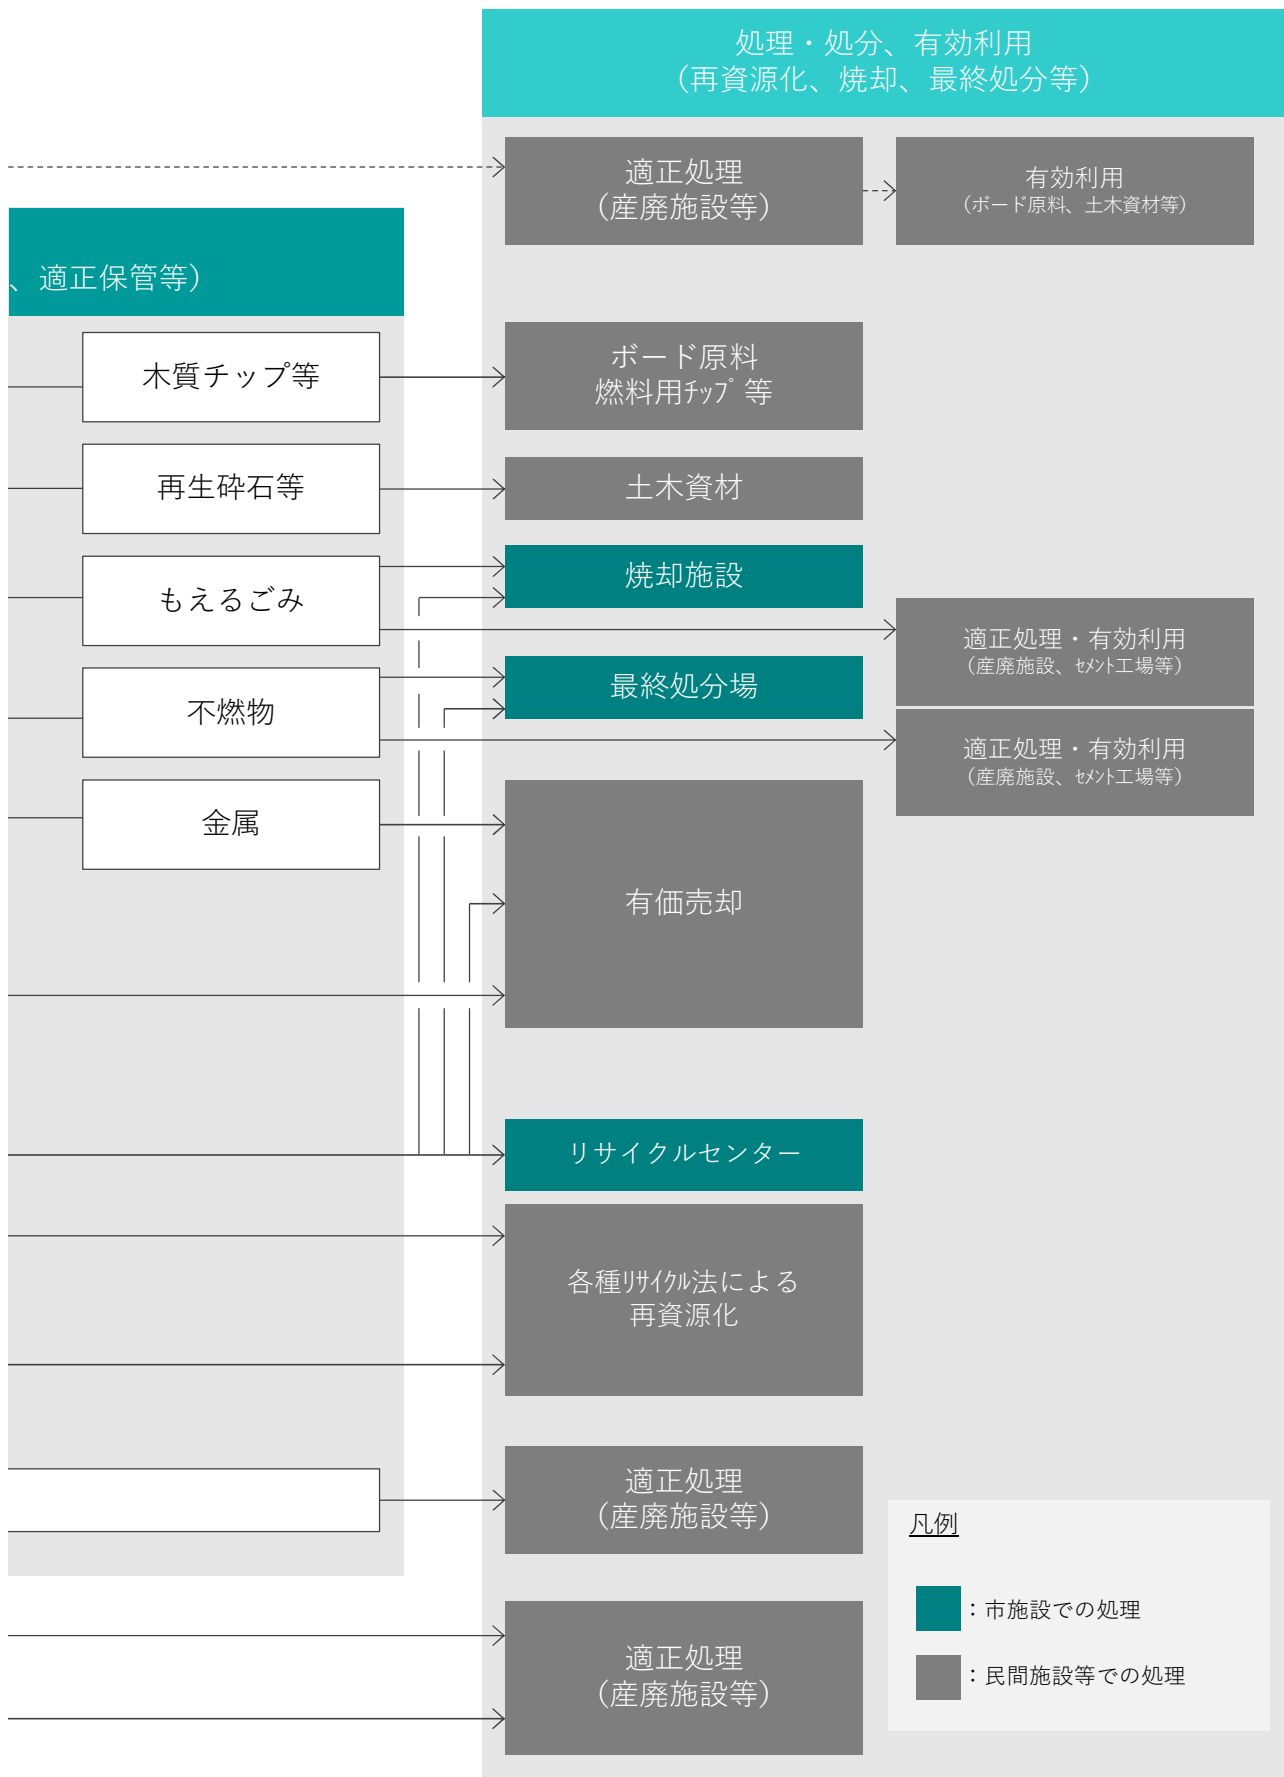 処理・処分、有効利用
（再資源化、焼却、最終処分等）
適正処理
（産廃施設等）
有効利用
（ボード原料、土木資材等）
、適正保管等）
木質チップ等
ボード原料
燃料用ﾁｯﾌﾟ等
再生砕石等
土木資材
もえるごみ
焼却施設
適正処理・有効利用
（産廃施設、ｾﾒﾝﾄ工場等）
不燃物
最終処分場
適正処理・有効利用
（産廃施設、ｾﾒﾝﾄ工場等）
金属
有価売却
リサイクルセンター
各種ﾘｻｲｸﾙ法による
再資源化
適正処理
（産廃施設等）
適正処理
（産廃施設等）
凡例
：市施設での処理
：民間施設等での処理